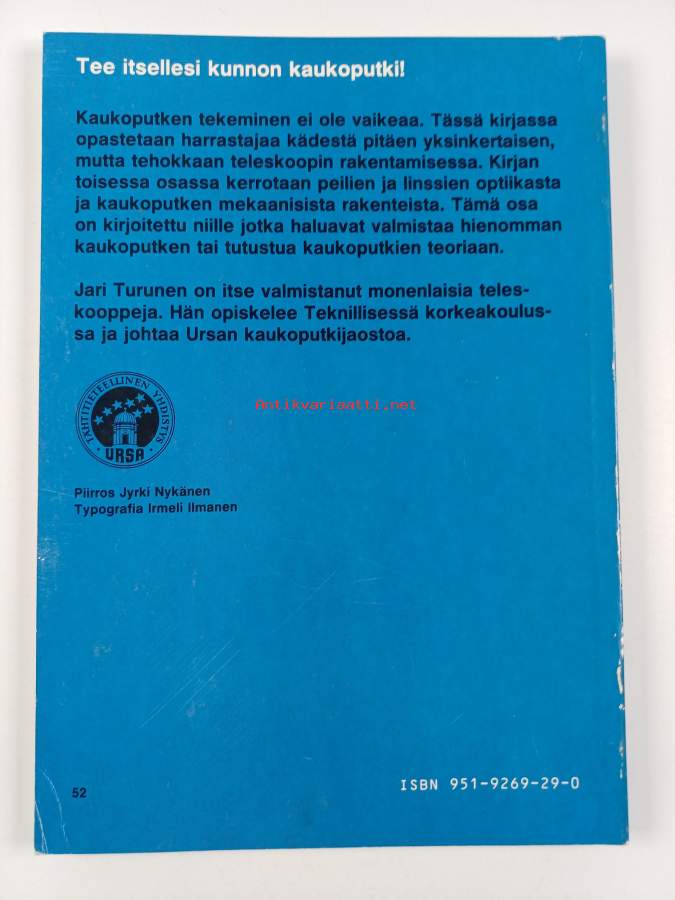 Tee itsellesi kunnon kaukoputki!
Kaukoputken tekeminen ei ole vaikeaa. Tässä kirjassa
opastetaan harrastajaa kädestä pitäen yksinkertaisen,
mutta tehokkaan teleskoopin rakentamisessa. Kirjan
toisessa osassa kerrotaan peilien ja linssien optiikasta
ja kaukoputken mekaanisista rakenteista. Tämä osa
on kirjoitettu niille jotka haluavat valmistaa hienomman
kaukoputken tai tutustua kaukoputkien teoriaan.
Jari Turunen on itse valmistanut monenlaisia teles-
kooppeja. Hän opiskelee Teknillisessä korkeakoulus-
sa ja johtaa Ursan kaukoputkijaostoa.
Antikvariaatti.net
TÄHTITIETEELLINEN YHDISTYS
• URSA •
Piirros Jyrki Nykänen
Typografia Irmeli Ilmanen
ISBN 951-9269-29-0
52